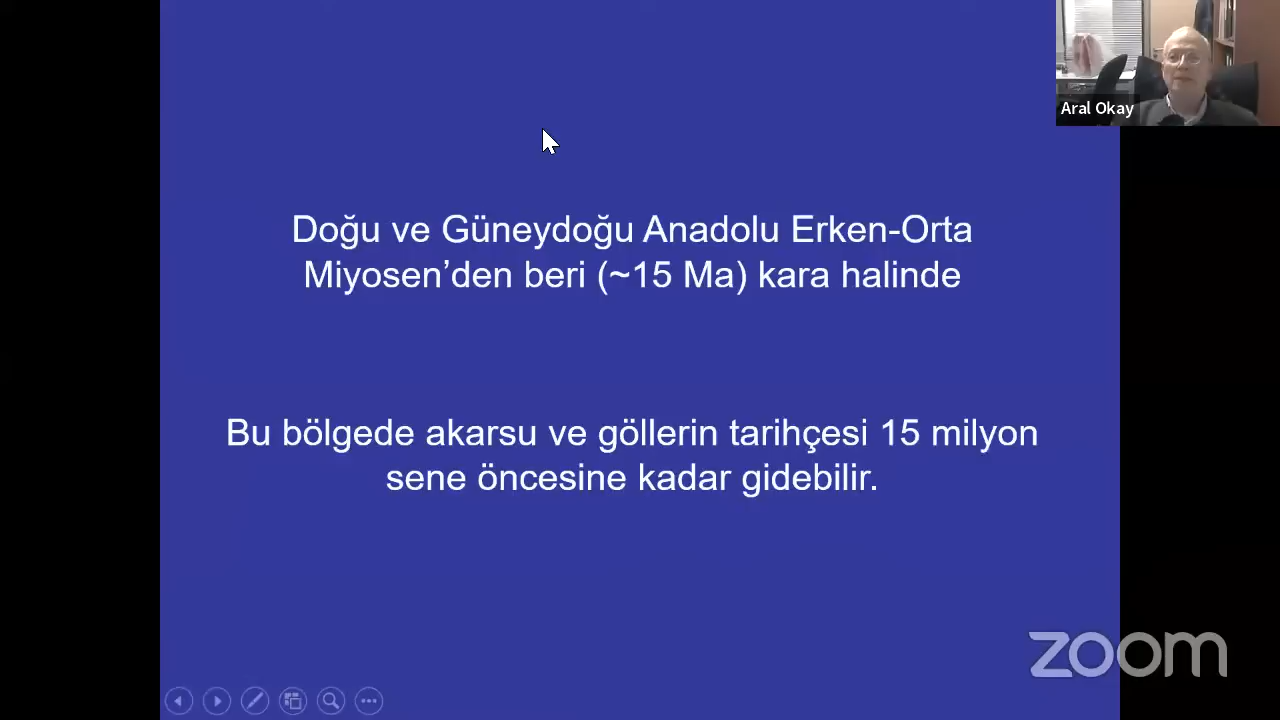 Aral Okay
Doğu ve Güneydoğu Anadolu Erken-Orta
Miyosen’den beri (~15 Ma) kara halinde
Bu bölgede akarsu ve göllerin tarihçesi 15 milyon
sene öncesine kadar gidebilir.
zoom